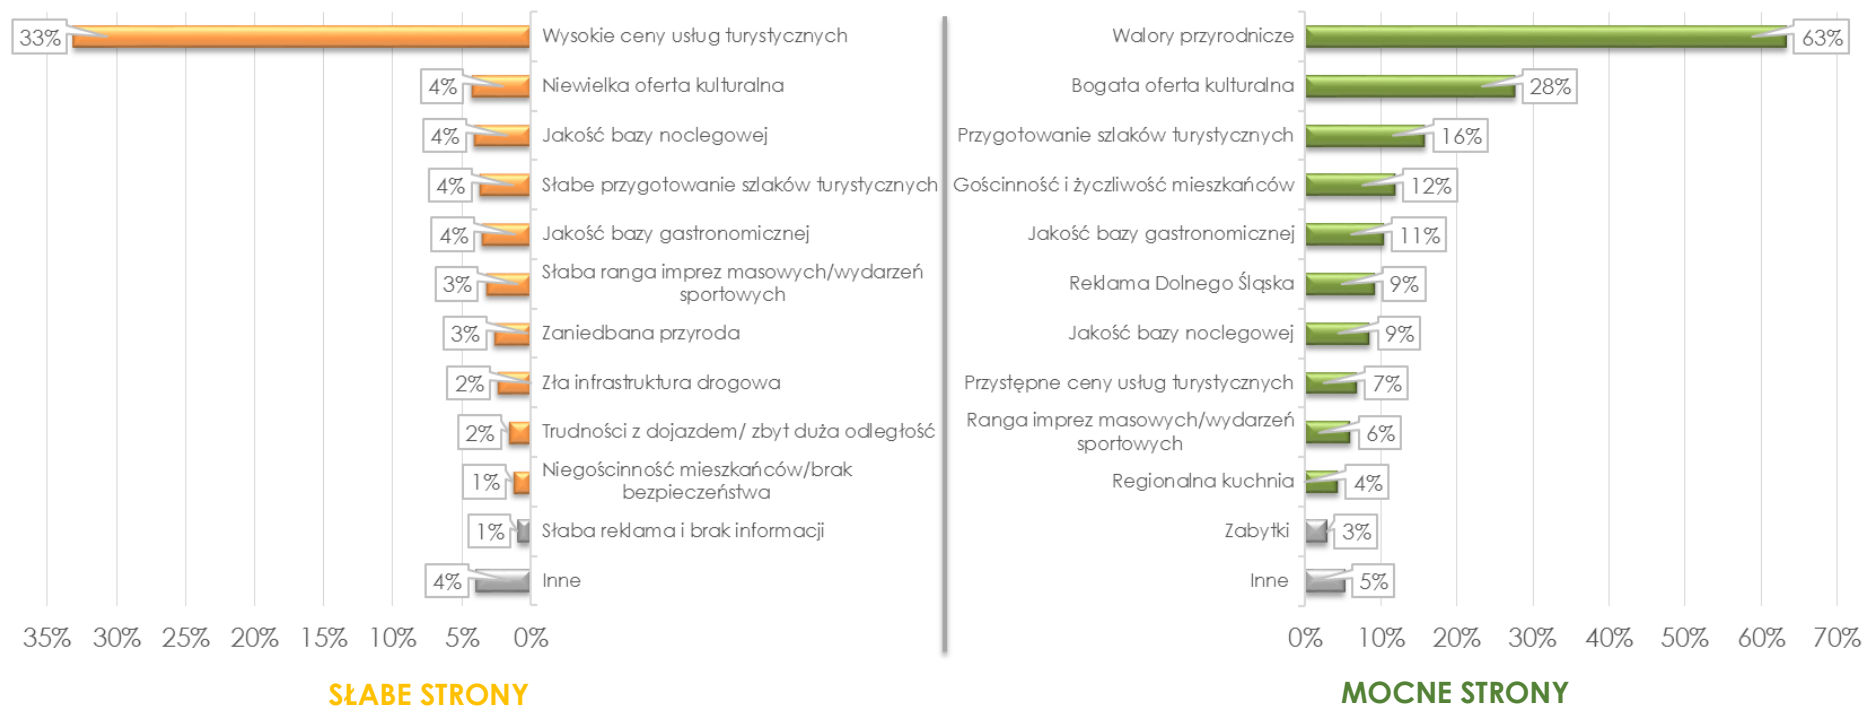 33% Wysokie ceny usług turystycznych
4% Niewielka oferta kulturalna
4% Jakość bazy noclegowej
4% Słabe przygotowanie szlaków turystycznych
4% Jakość bazy gastronomicznej
3% Słaba ranga imprez masowych/wydarzeń
sportowych
3% Zaniedbana przyroda
2% Zła infrastruktura drogowa
2% Trudności z dojazdem/ zbyt duża odległość
1% Niegościnność mieszkańców/brak
bezpieczeństwa
1% Słaba reklama i brak informacji
4% Inne
35% 30% 25% 20% 15% 10% 5% 0%
SŁABE STRONY
Walory przyrodnicze 63%
Bogata oferta kulturalna 28%
Przygotowanie szlaków turystycznych 16%
Gościnność i życzliwość mieszkańców 12%
Jakość bazy gastronomicznej 11%
Reklama Dolnego Śląska 9%
Jakość bazy noclegowej 9%
Przystępne ceny usług turystycznych 7%
Ranga imprez masowych/wydarzeń
sportowych 6%
Regionalna kuchnia 4%
Zabytki 3%
Inne 5%
0% 10% 20% 30% 40% 50% 60% 70%
MOCNE STRONY